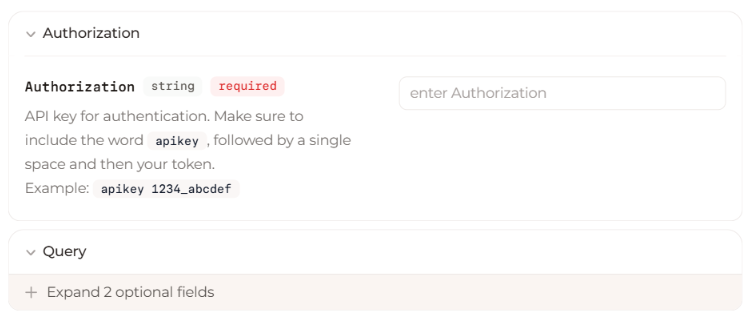 Authorization
Authorization string required
enter Authorization
API key for authentication. Make sure to
include the word apikey , followed by a single
space and then your token.
Example: apikey 1234_abcdef
Query
Expand 2 optional fields